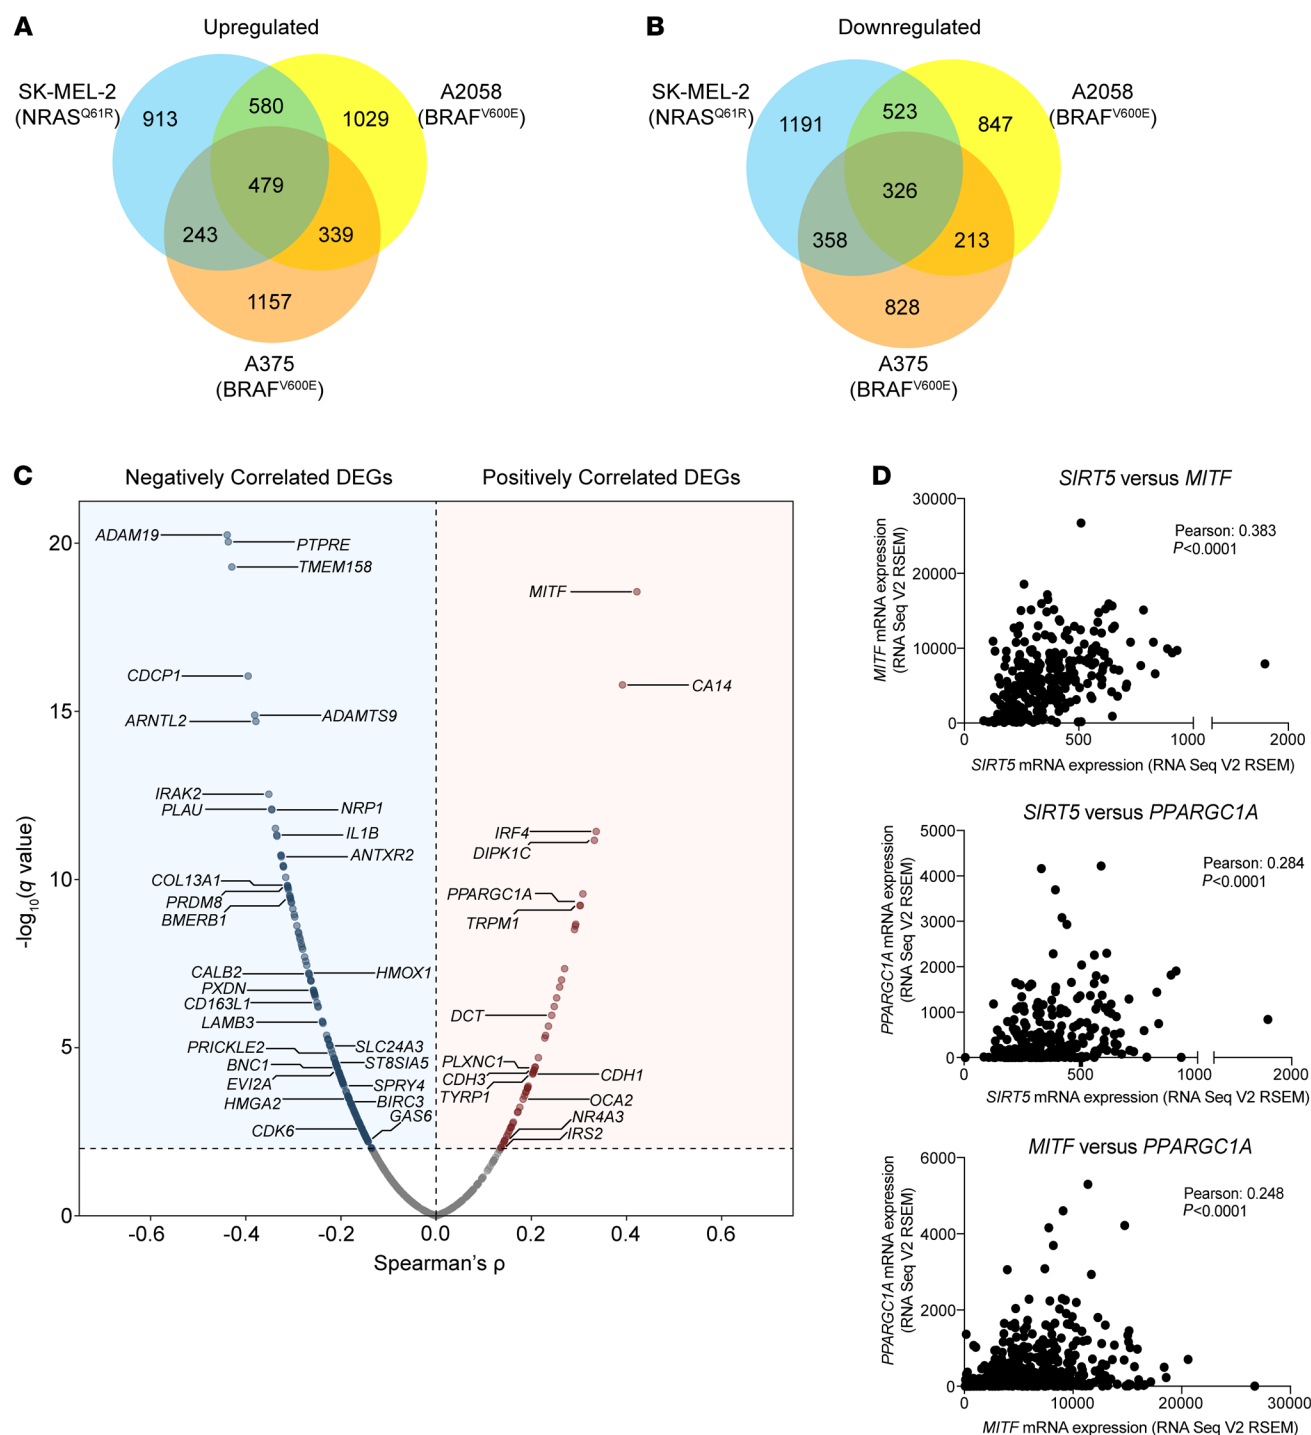 A
Upregulated
SK-MEL-2
(NRASQ61R)
A2058
(BRAFV600E)
913
580
1029
479
243
339
1157
A375
(BRAFV600E)
B
Downregulated
SK-MEL-2
(NRASQ61R)
A2058
(BRAFV600E)
1191
523
847
326
358
213
828
A375
(BRAFV600E)
C
Negatively Correlated DEGs
Positively Correlated DEGs
-log10(q value)
20
15
10
5
0
ADAM19
PTPRE
TMEM158
MITF
CDCP1
CA14
ADAMTS9
ARNTL2
IRAK2
PLAU
NRP1
IL1B
IRF4
DIPK1C
ANTXR2
COL13A1
PRDM8
BMERB1
PPARGC1A
TRPM1
CALB2
HMOX1
PXDN
CD163L1
LAMB3
DCT
PRICKLE2
SLC24A3
BNC1
ST8SIA5
EVI2A
SPRY4
HMGA2
BIRC3
GAS6
CDK6
PLXNC1
CDH3
CDH1
TYRP1
OCA2
NR4A3
IRS2
-0.6
-0.4
-0.2
0.0
0.2
0.4
0.6
Spearman's ρ
D
SIRT5 versus MITF
30000
20000
10000
0
MITF mRNA expression
(RNA Seq V2 RSEM)
Pearson: 0.383
P<0.0001
0
500
1000
2000
SIRT5 mRNA expression (RNA Seq V2 RSEM)
SIRT5 versus PPARGC1A
5000
4000
3000
2000
1000
0
PPARGC1A mRNA expression
(RNA Seq V2 RSEM)
Pearson: 0.284
P<0.0001
0
500
1000
2000
SIRT5 mRNA expression (RNA Seq V2 RSEM)
MITF versus PPARGC1A
6000
4000
2000
0
PPARGC1A mRNA expression
(RNA Seq V2 RSEM)
Pearson: 0.248
P<0.0001
0
10000
20000
30000
MITF mRNA expression (RNA Seq V2 RSEM)